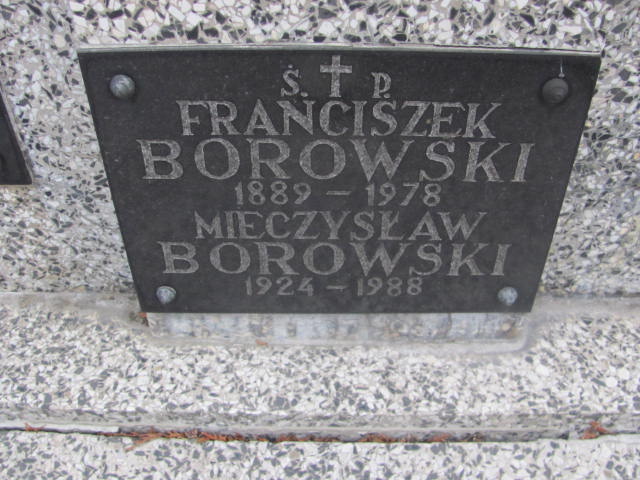 Ś. † P.
FRANCISZEK
BOROWSKI
1889 - 1978
MIECZYSŁAW
BOROWSKI
1924 - 1988